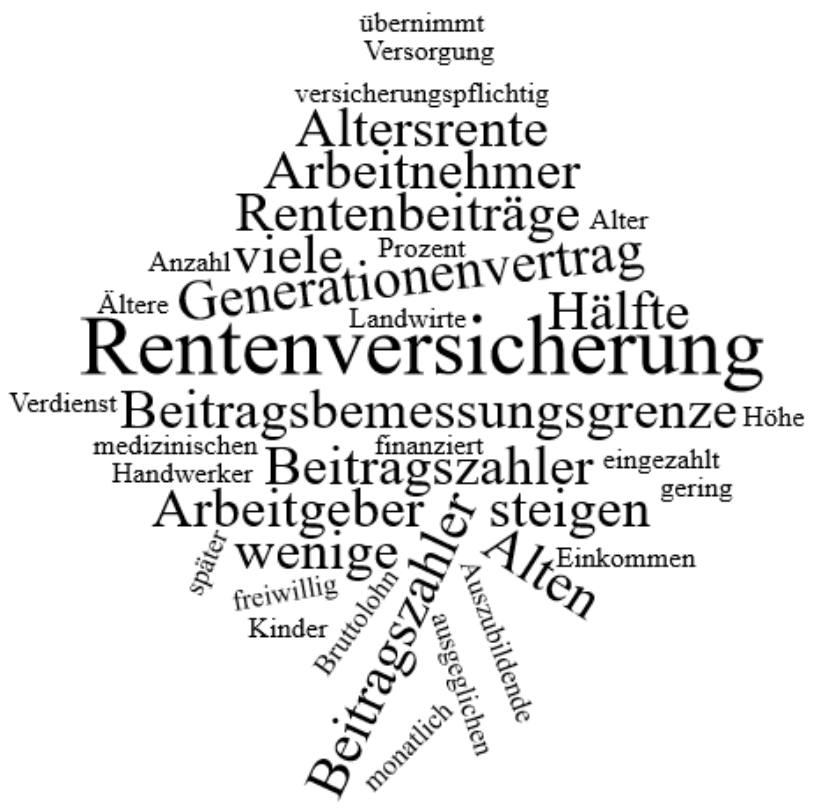 übernimmt
Versorgung
versicherungspflichtig
Altersrente
Arbeitnehmer
Rentenbeiträge Alter
Anzahl viele Prozent
Generationenvertrag
Ältere Landwirte Hälfte
Rentenversicherung
Verdienst Beitragsbemessungsgrenze Höhe
medizinischen finanziert
Handwerker Beitragszahler eingezahlt
gering
Arbeitgeber steigen
später wenige Beitragszahler Alten Einkommen
freiwillig
Kinder Bruttolohn Auszubildende
ausgeglichen
monatlich